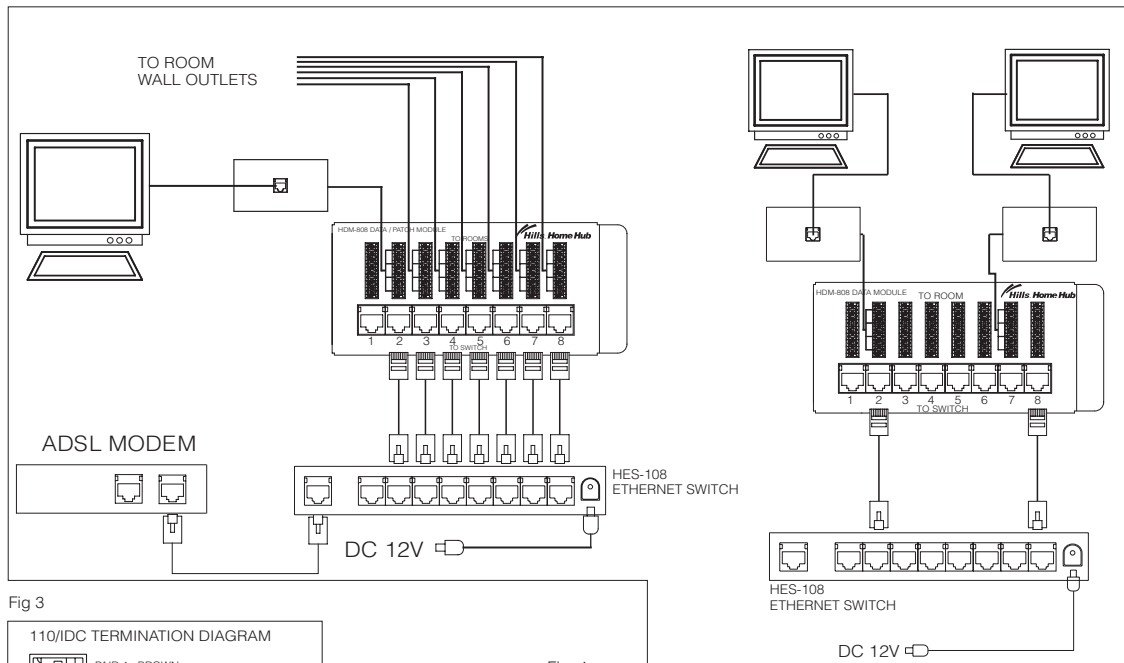 TO ROOM
WALL OUTLETS
HDM-808 DATA / PATCH MODULE
TO ROOMS
Hills Home Hub
1 2 3 4 5 6 7 8
TO SWITCH
ADSL MODEM
HES-108
ETHERNET SWITCH
DC 12V
HDM-808 DATA MODULE
TO ROOM
Hills Home Hub
1 2 3 4 5 6 7 8
TO SWITCH
HES-108
ETHERNET SWITCH
DC 12V
Fig 3
110/IDC TERMINATION DIAGRAM